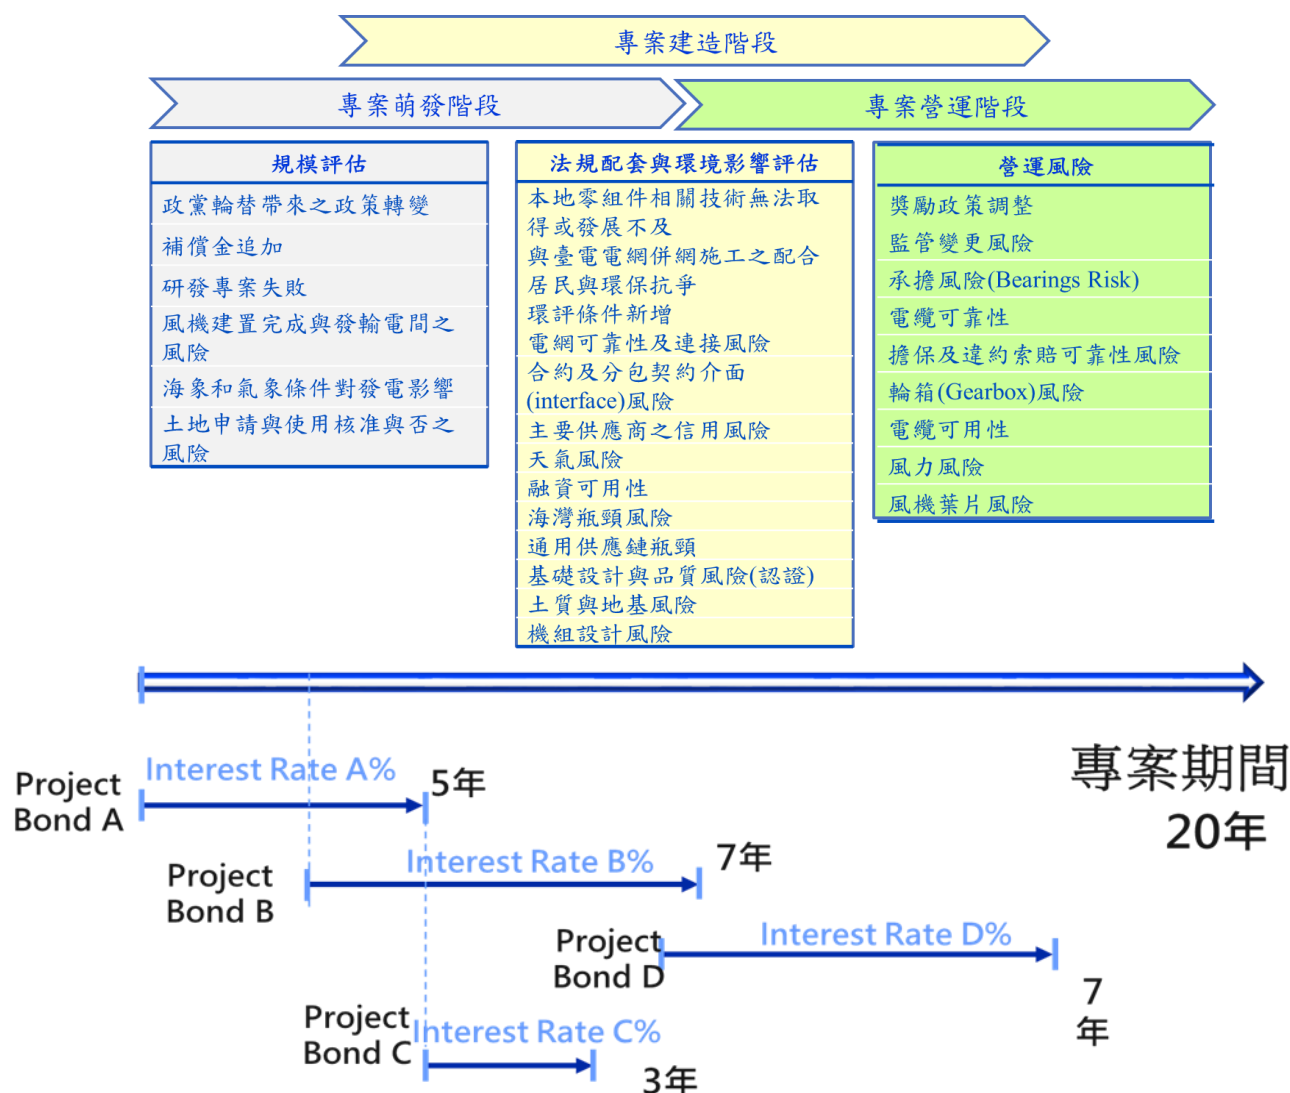 專案建造階段
專案萌發階段
專案營運階段
規模評估
政黨輪替帶來之政策轉變
補償金追加
研發專案失敗
風機建置完成與發輸電間之
風險
海象和氣象條件對發電影響
土地申請與使用核准與否之
風險
法規配套與環境影響評估
本地零組件相關技術無法取
得或發展不及
與臺電電網併網施工之配合
居民與環保抗爭
環評條件新增
電網可靠性及連接風險
合約及分包契約介面
(interface)風險
主要供應商之信用風險
天氣風險
融資可用性
海灣瓶頸風險
通用供應鏈瓶頸
基礎設計與品質風險(認證)
土質與地基風險
機組設計風險
營運風險
獎勵政策調整
監管變更風險
承擔風險(Bearings Risk)
電纜可靠性
擔保及違約索賠可靠性風險
輪箱(Gearbox)風險
電纜可用性
風力風險
風機葉片風險
專案期間
20年
Project
Bond A
Interest Rate A%
5年
Project
Bond B
Interest Rate B%
7年
Project
Bond D
Interest Rate D%
7
年
Project
Bond C
Interest Rate C%
3年